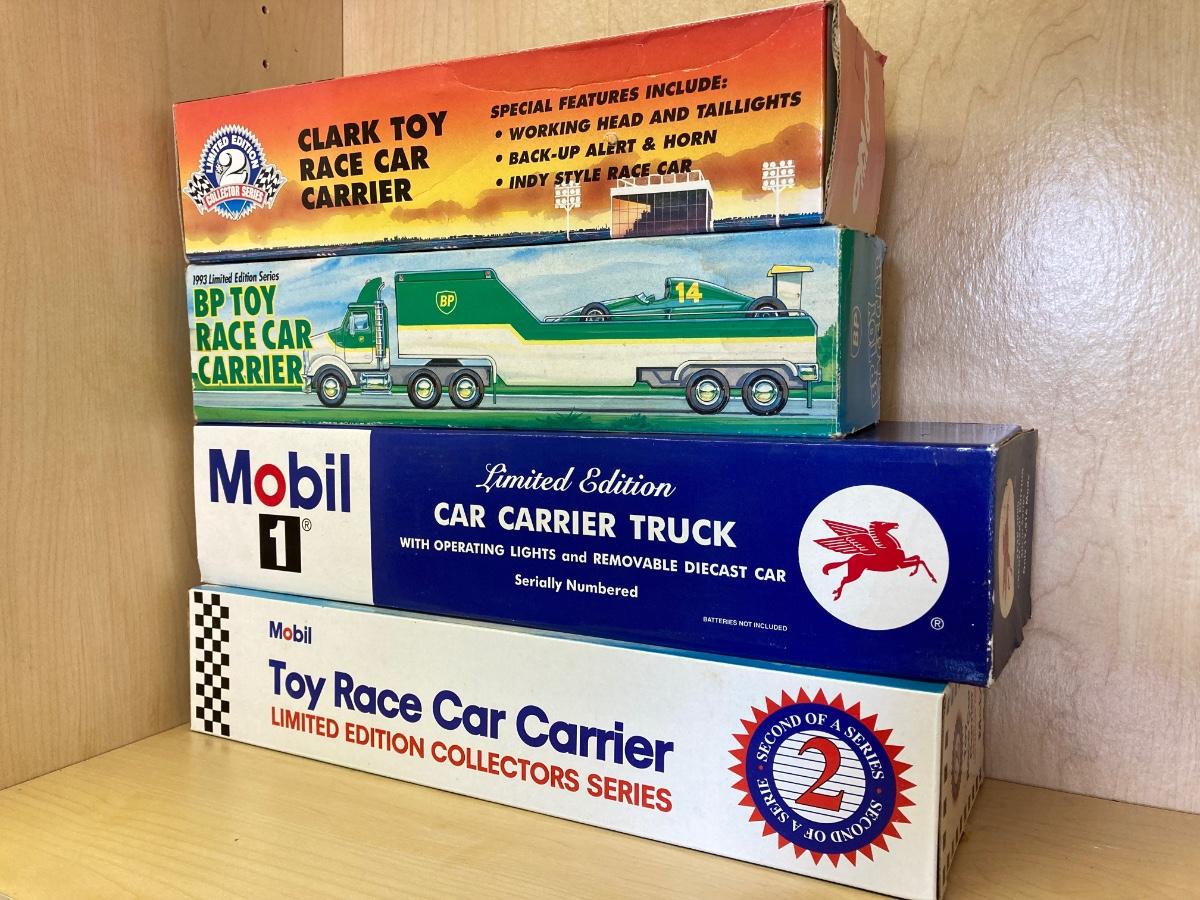 LIMITED EDITION
#2
COLLECTOR SERIES
CLARK TOY
RACE CAR
CARRIER
SPECIAL FEATURES INCLUDE:
• WORKING HEAD AND TAILLIGHTS
• BACK-UP ALERT & HORN
• INDY STYLE RACE CAR
1993 Limited Edition Series
BP TOY
RACE CAR
CARRIER
BP
14
Mobil
1®
Limited Edition
CAR CARRIER TRUCK
WITH OPERATING LIGHTS and REMOVABLE DIECAST CAR
Serially Numbered
BATTERIES NOT INCLUDED
®
Mobil
Toy Race Car Carrier
LIMITED EDITION COLLECTORS SERIES
SECOND OF A SERIES • SECOND OF A SERIE •
2